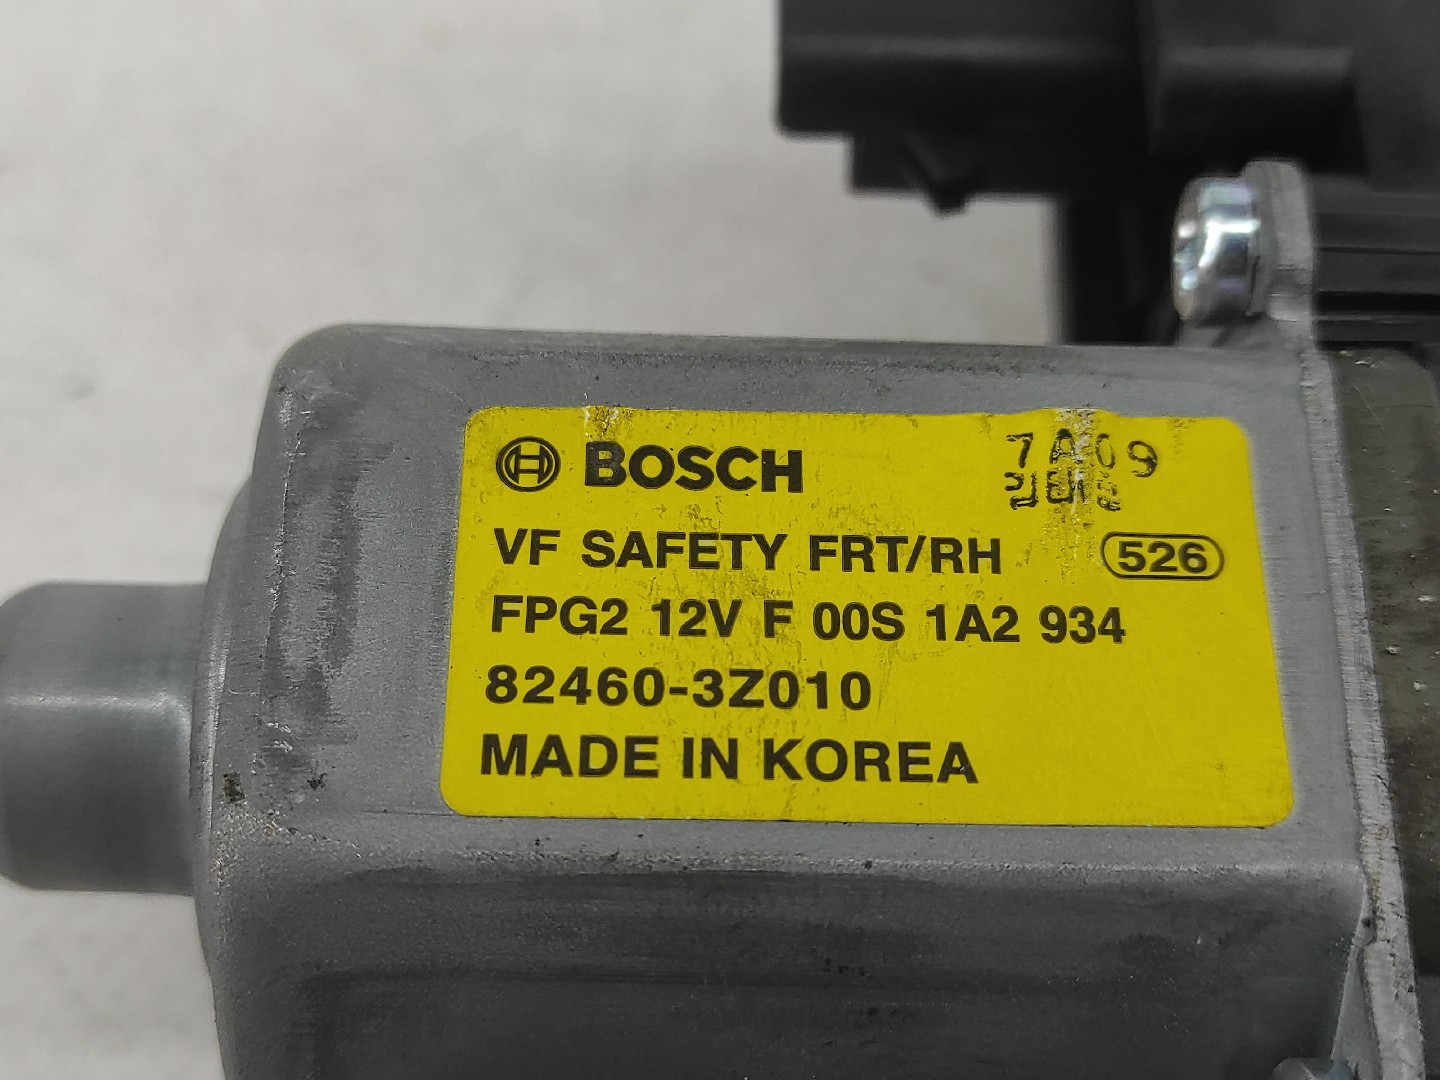 BOSCH 7A09
VF SAFETY FRT/RH 526
FPG2 12V F 00S 1A2 934
82460-3Z010
MADE IN KOREA